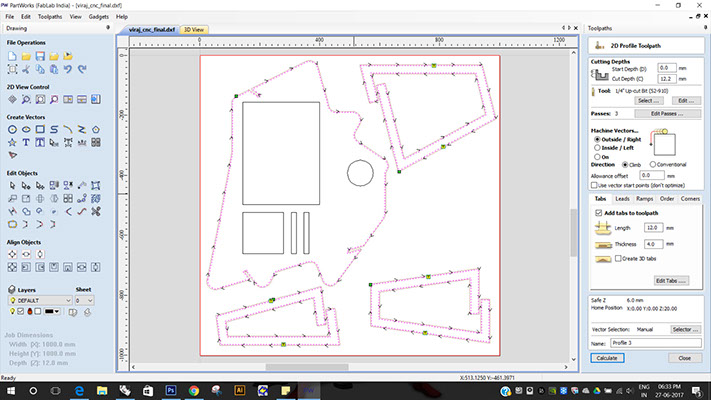 PartWorks (FabLab India) - [viraj_cnc_final.dxf]
File Edit Toolpaths View Gadgets Help
Drawing
File Operations
2D View Control
Create Vectors
Edit Objects
Align Objects
Layers Sheet
DEFAULT 0
Job Dimensions
Width [X]: 1000.0 mm
Height [Y]: 1000.0 mm
Depth [Z]: 12.0 mm
viraj_cnc_final.dxf 3D View
0 400 800 1200
0
-200
-400
-600
-800
-1000
Toolpaths
2D Profile Toolpath
Cutting Depths
Start Depth (D) 0.0 mm
Cut Depth (C) 12.2 mm
Tool: 1/4" Up-cut Bit (52-910)
Select ... Edit ...
Passes: 3 Edit Passes ...
Machine Vectors...
Outside / Right
Inside / Left
On
Direction Climb Conventional
Allowance offset 0.0 mm
Use vector start points (don't optimize)
Tabs Leads Ramps Order Corners
Add tabs to toolpath
Length 12.0 mm
Thickness 4.0 mm
Create 3D tabs
Edit Tabs ....
Safe Z 6.0 mm
Home Position X:0.00 Y:0.00 Z:20.00
Vector Selection: Manual Selector ...
Name: Profile 3
Calculate Close
Ready X:513.1250 Y:-461.3971
ENG
IN
06:33 PM
27-06-2017